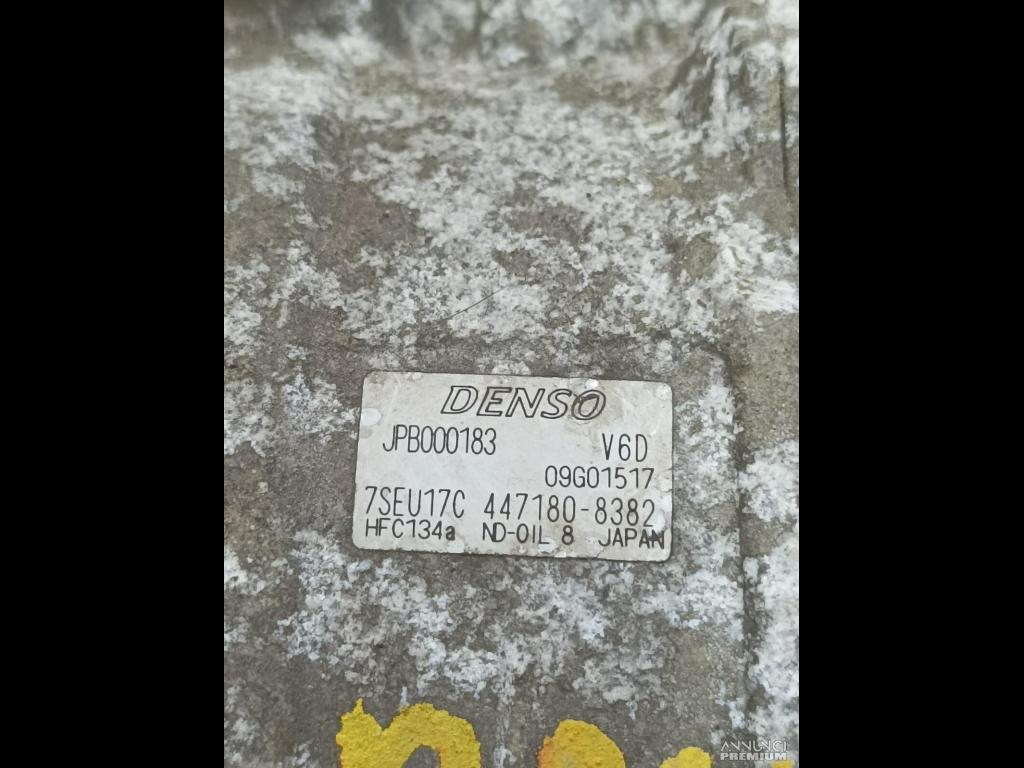 DENSO
JPB000183 V6D
09G01517
7SEU17C 447180-8382
HFC134a ND-OIL 8 JAPAN
ANNUNCI
PREMIUM